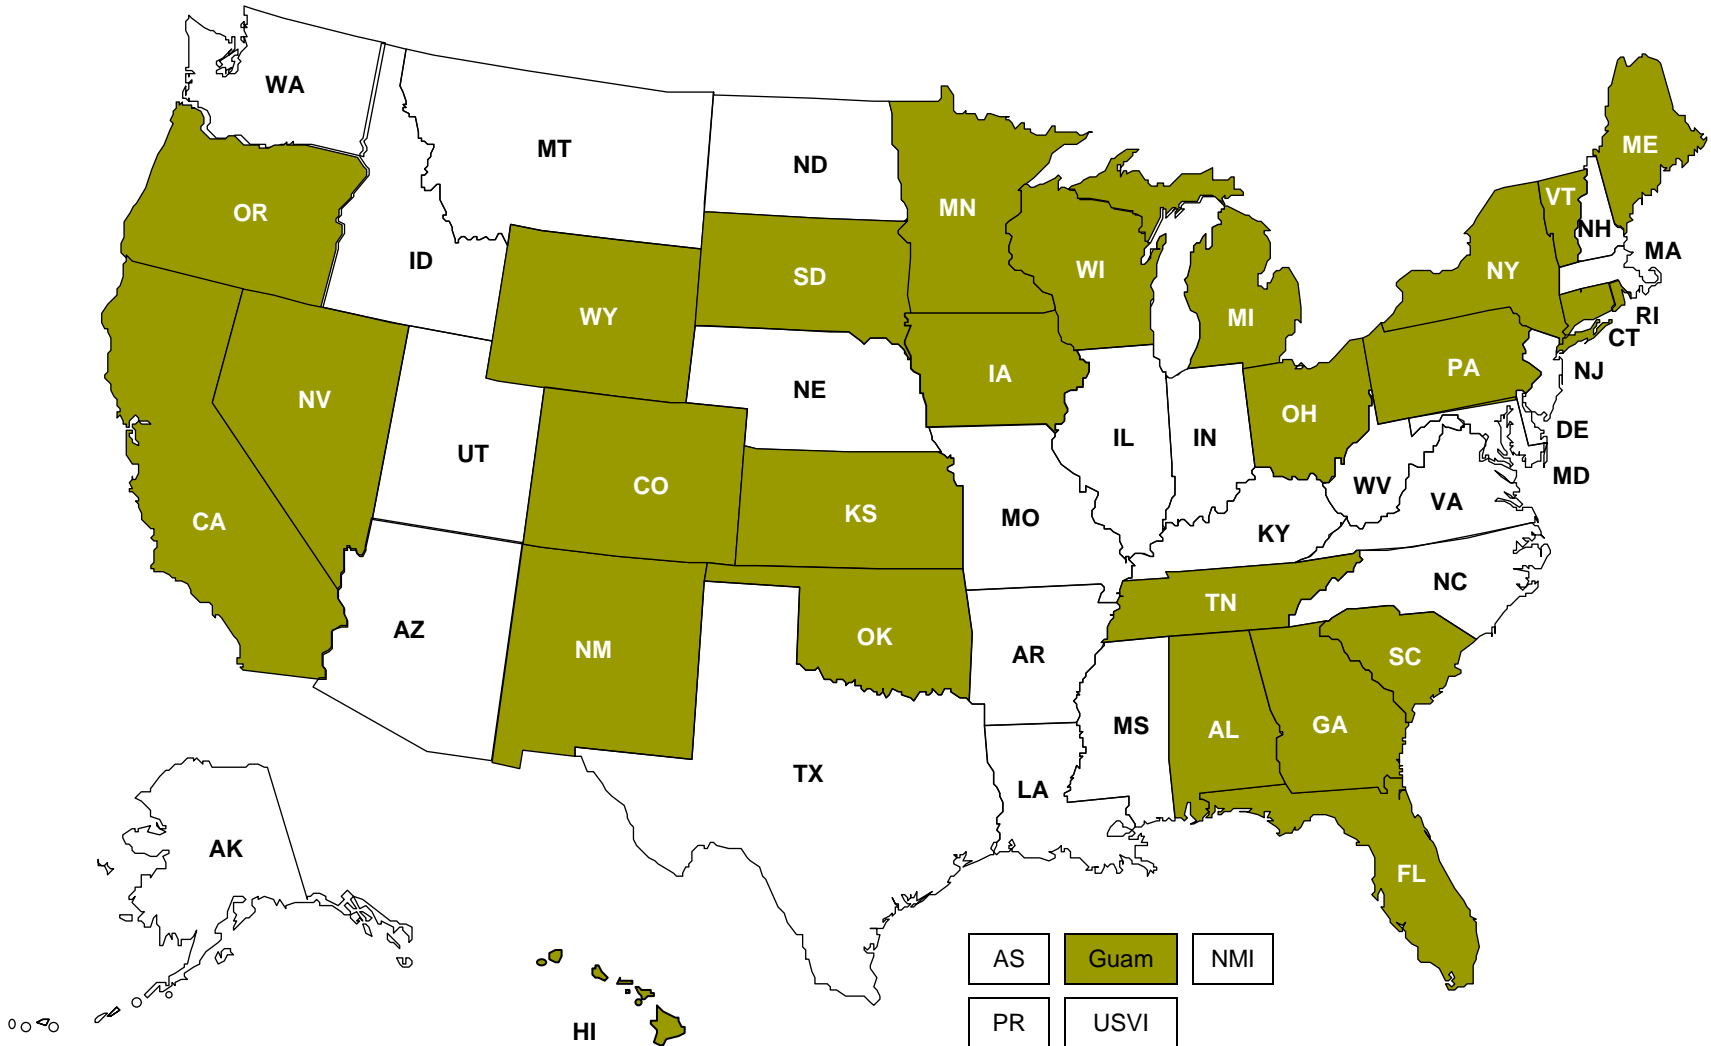 WA
MT
ND
MN
ME
VT
NH
MA
OR
ID
SD
WI
NY
WY
MI
RI
CT
NE
IA
PA
NJ
NV
OH
DE
UT
IL
IN
MD
CO
WV
VA
CA
KS
MO
KY
NC
AZ
NM
OK
AR
TN
SC
MS
AL
GA
TX
LA
AK
FL
HI
AS
Guam
NMI
PR
USVI